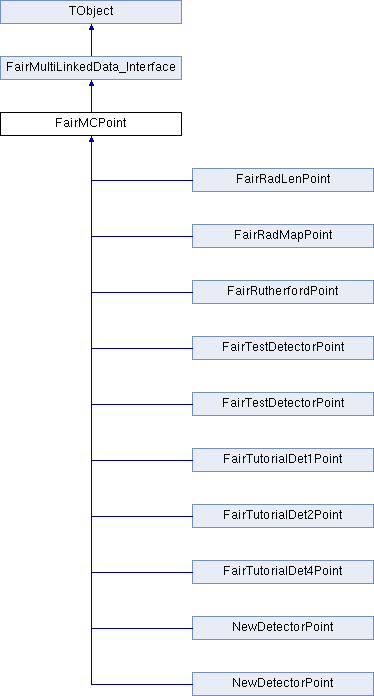 TObject
FairMultiLinkedData_Interface
FairMCPoint
FairRadLenPoint
FairRadMapPoint
FairRutherfordPoint
FairTestDetectorPoint
FairTestDetectorPoint
FairTutorialDet1Point
FairTutorialDet2Point
FairTutorialDet4Point
NewDetectorPoint
NewDetectorPoint